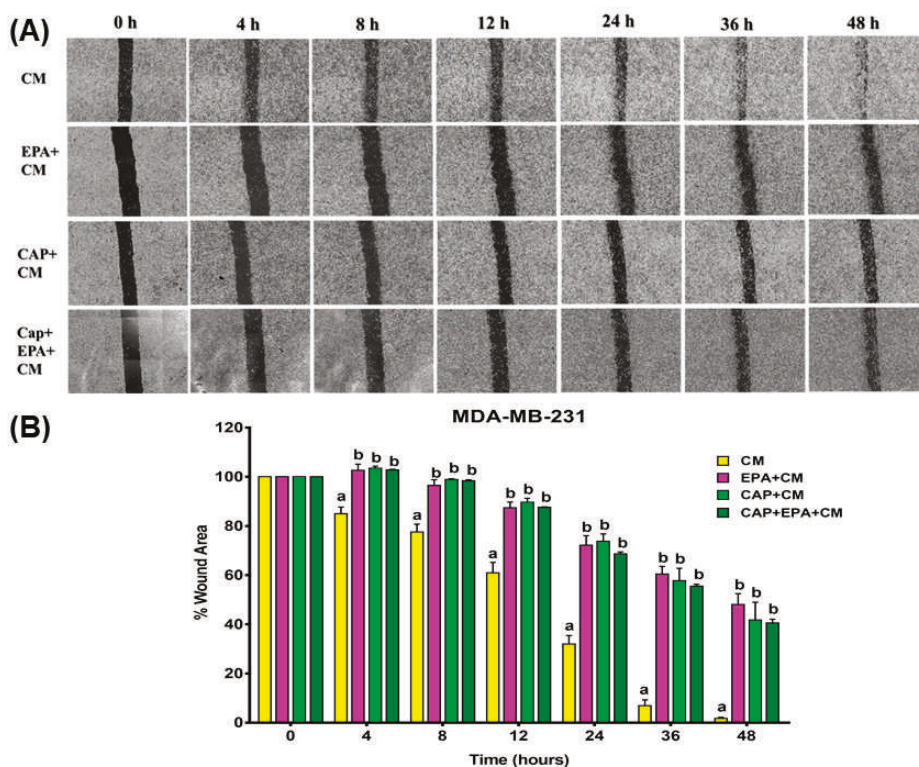 (A)
0 h 4 h 8 h 12 h 24 h 36 h 48 h
CM
EPA+
CM
CAP+
CM
Cap+
EPA+
CM
(B)
MDA-MB-231
% Wound Area
120
100
80
60
40
20
0
CM
EPA+CM
CAP+CM
CAP+EPA+CM
a b b b
a b b b
a b b b
a b b b
a b b b
a b b b
0 4 8 12 24 36 48
Time (hours)